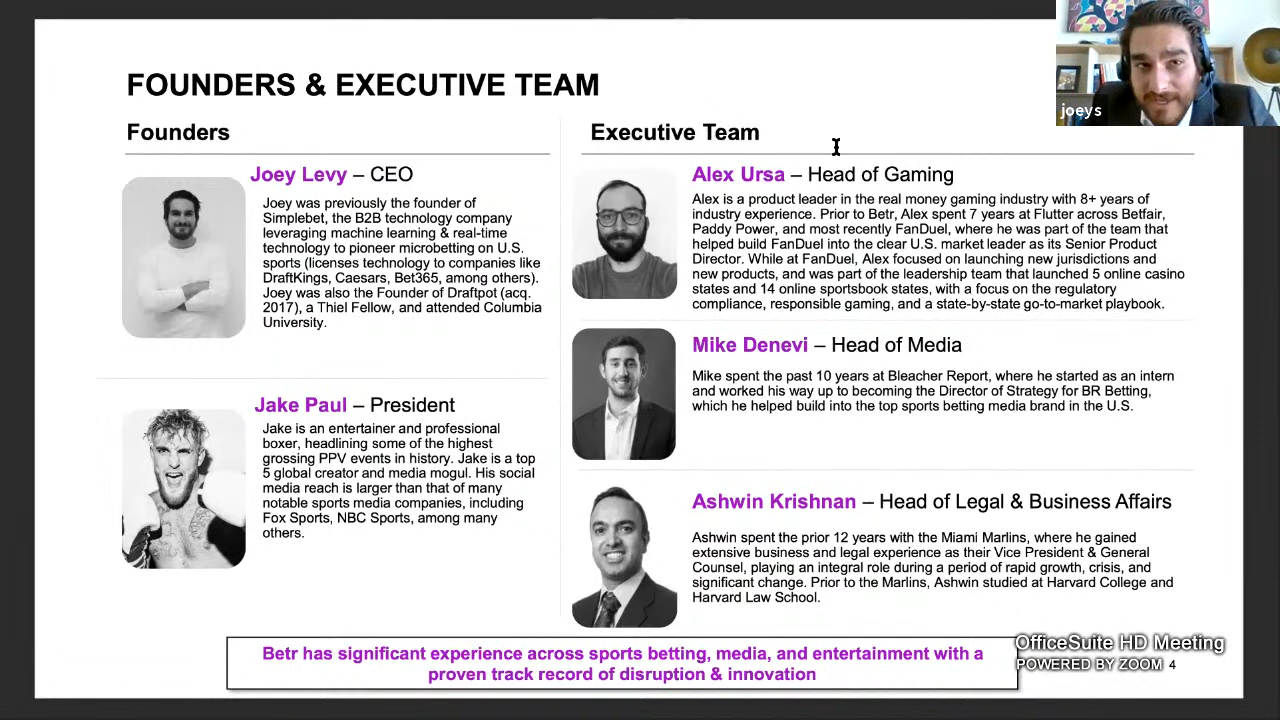 joeys
FOUNDERS & EXECUTIVE TEAM
Founders
Joey Levy – CEO
Joey was previously the founder of
Simplebet, the B2B technology company
leveraging machine learning & real-time
technology to pioneer microbetting on U.S.
sports (licenses technology to companies like
DraftKings, Caesars, Bet365, among others).
Joey was also the Founder of Draftpot (acq.
2017), a Thiel Fellow, and attended Columbia
University.
Jake Paul – President
Jake is an entertainer and professional
boxer, headlining some of the highest
grossing PPV events in history. Jake is a top
5 global creator and media mogul. His social
media reach is larger than that of many
notable sports media companies, including
Fox Sports, NBC Sports, among many
others.
Executive Team
Alex Ursa – Head of Gaming
Alex is a product leader in the real money gaming industry with 8+ years of
industry experience. Prior to Betr, Alex spent 7 years at Flutter across Betfair,
Paddy Power, and most recently FanDuel, where he was part of the team that
helped build FanDuel into the clear U.S. market leader as its Senior Product
Director. While at FanDuel, Alex focused on launching new jurisdictions and
new products, and was part of the leadership team that launched 5 online casino
states and 14 online sportsbook states, with a focus on the regulatory
compliance, responsible gaming, and a state-by-state go-to-market playbook.
Mike Denevi – Head of Media
Mike spent the past 10 years at Bleacher Report, where he started as an intern
and worked his way up to becoming the Director of Strategy for BR Betting,
which he helped build into the top sports betting media brand in the U.S.
Ashwin Krishnan – Head of Legal & Business Affairs
Ashwin spent the prior 12 years with the Miami Marlins, where he gained
extensive business and legal experience as their Vice President & General
Counsel, playing an integral role during a period of rapid growth, crisis, and
significant change. Prior to the Marlins, Ashwin studied at Harvard College and
Harvard Law School.
Betr has significant experience across sports betting, media, and entertainment with a
proven track record of disruption & innovation
OfficeSuite HD Meeting
POWERED BY ZOOM 4